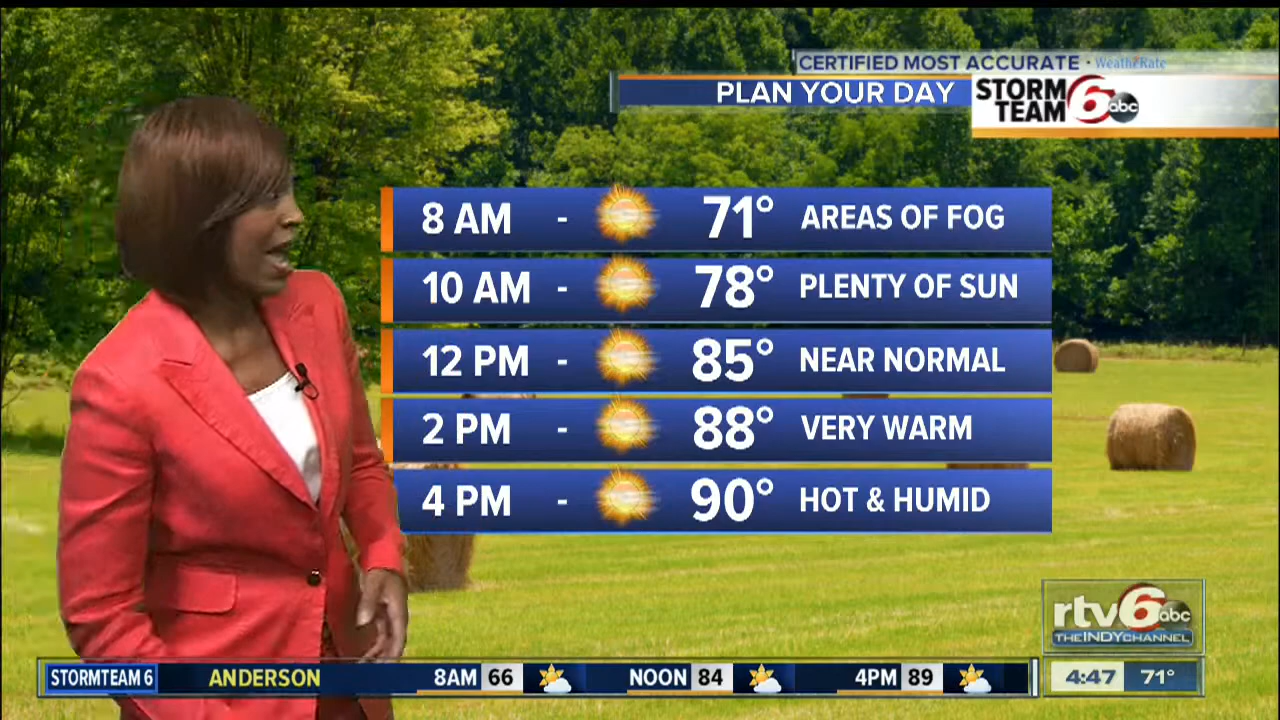 CERTIFIED MOST ACCURATE · WeatheRate
PLAN YOUR DAY
STORM
TEAM 6 abc
8 AM - 71° AREAS OF FOG
10 AM - 78° PLENTY OF SUN
12 PM - 85° NEAR NORMAL
2 PM - 88° VERY WARM
4 PM - 90° HOT & HUMID
rtv6 abc
THE INDY CHANNEL
STORMTEAM 6 ANDERSON 8AM 66 NOON 84 4PM 89 4:47 71°